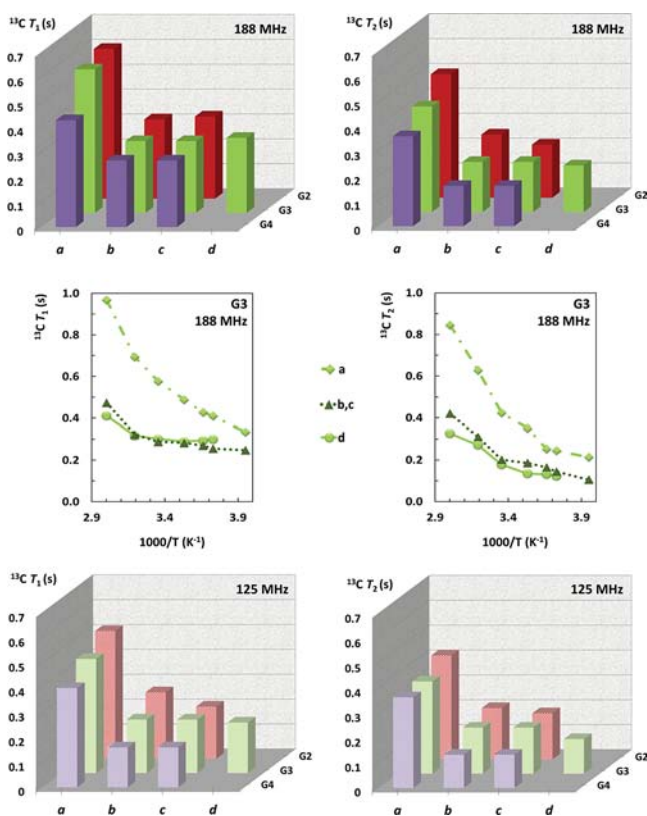 ¹³C T₁ (s)
188 MHz
0.7
0.6
0.5
0.4
0.3
0.2
0.1
0
G2
G3
G4
a b c d
¹³C T₂ (s)
188 MHz
0.7
0.6
0.5
0.4
0.3
0.2
0.1
0
G2
G3
G4
a b c d
¹³C T₁ (s)
G3
188 MHz
1.0
0.8
0.6
0.4
0.2
0.0
2.9 3.4 3.9
1000/T (K⁻¹)
a
b,c
d
¹³C T₂ (s)
G3
188 MHz
1.0
0.8
0.6
0.4
0.2
0.0
2.9 3.4 3.9
1000/T (K⁻¹)
¹³C T₁ (s)
125 MHz
0.7
0.6
0.5
0.4
0.3
0.2
0.1
0
G2
G3
G4
a b c d
¹³C T₂ (s)
125 MHz
0.7
0.6
0.5
0.4
0.3
0.2
0.1
0
G2
G3
G4
a b c d